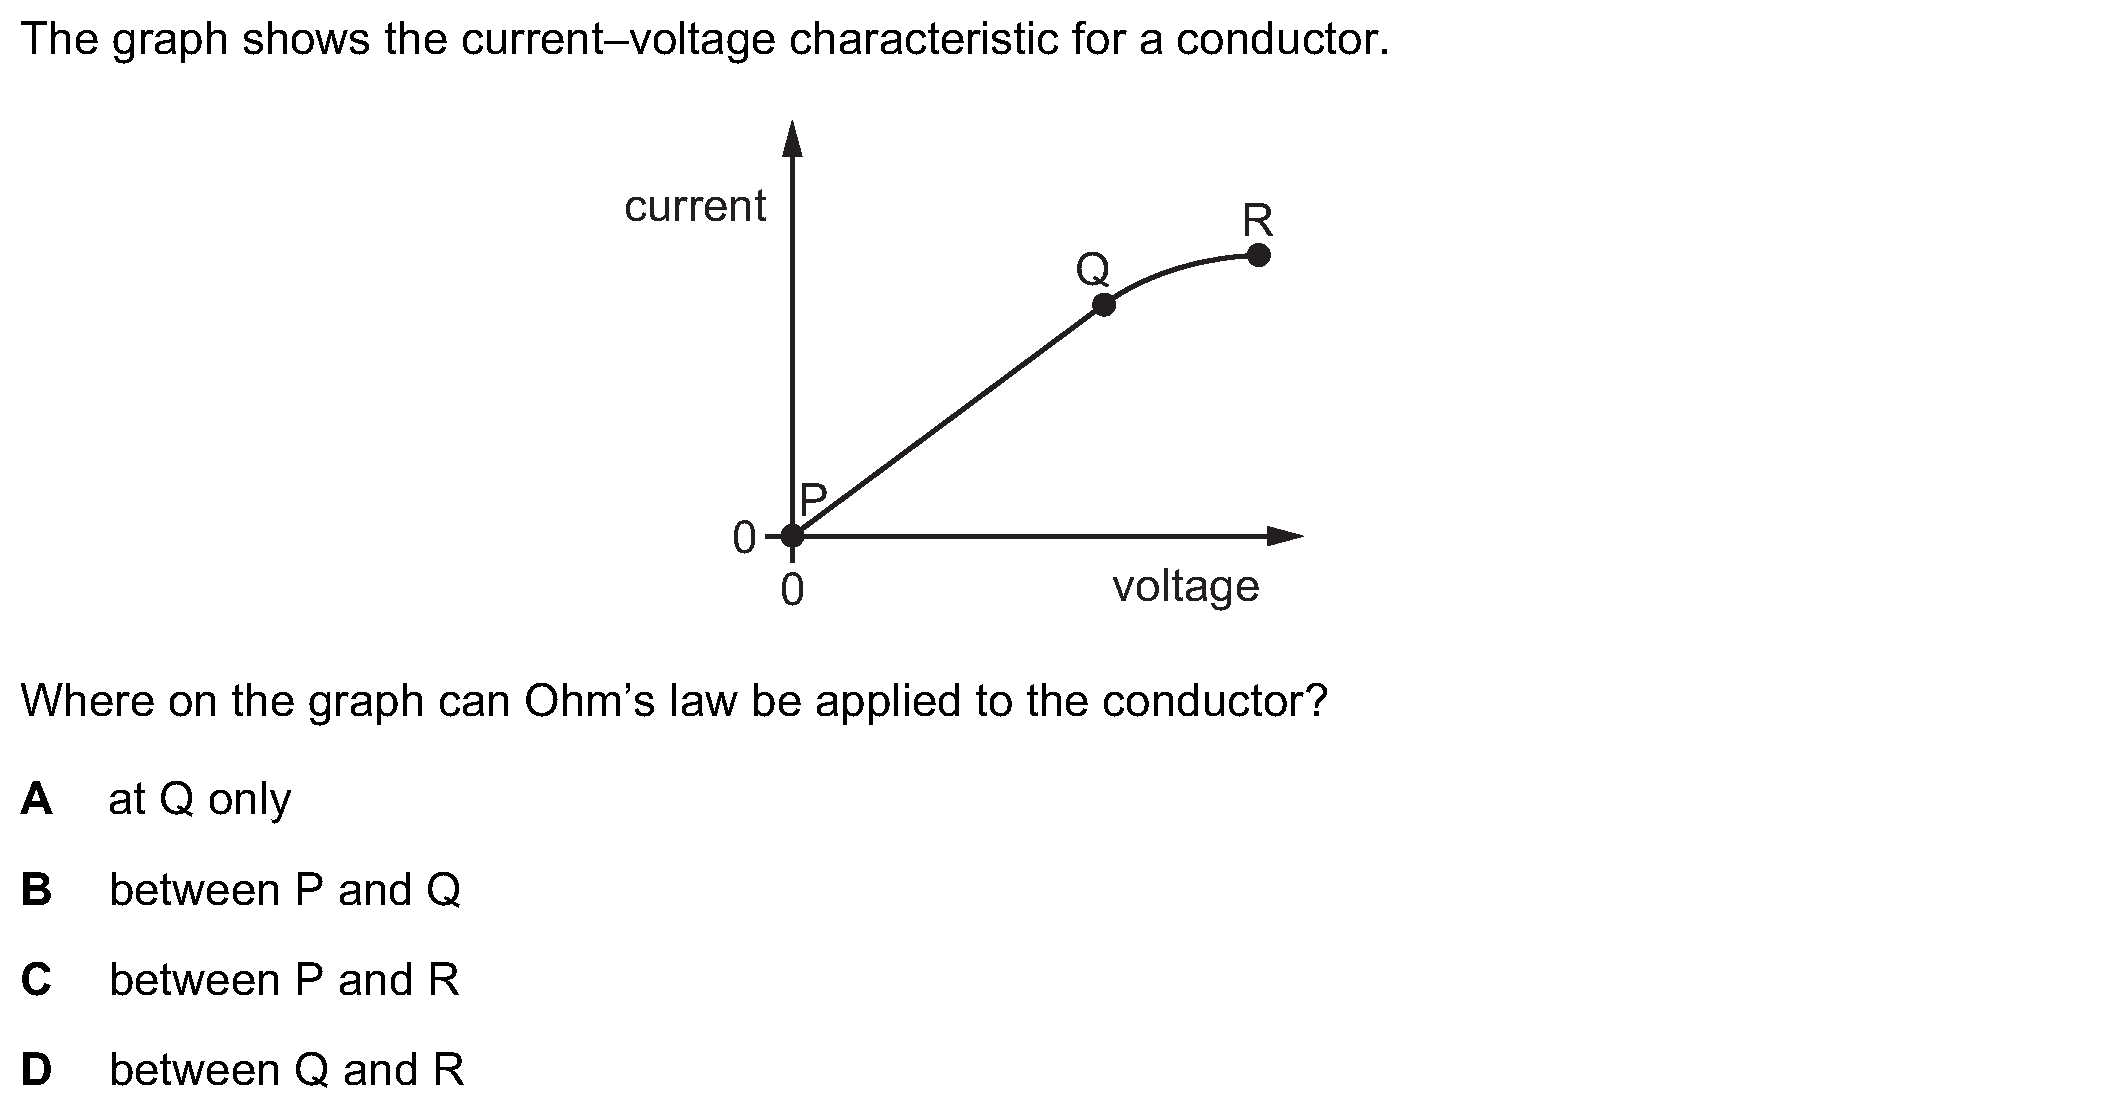 The graph shows the current–voltage characteristic for a conductor.
current
R
Q
P
0
0
voltage
Where on the graph can Ohm’s law be applied to the conductor?
A at Q only
B between P and Q
C between P and R
D between Q and R